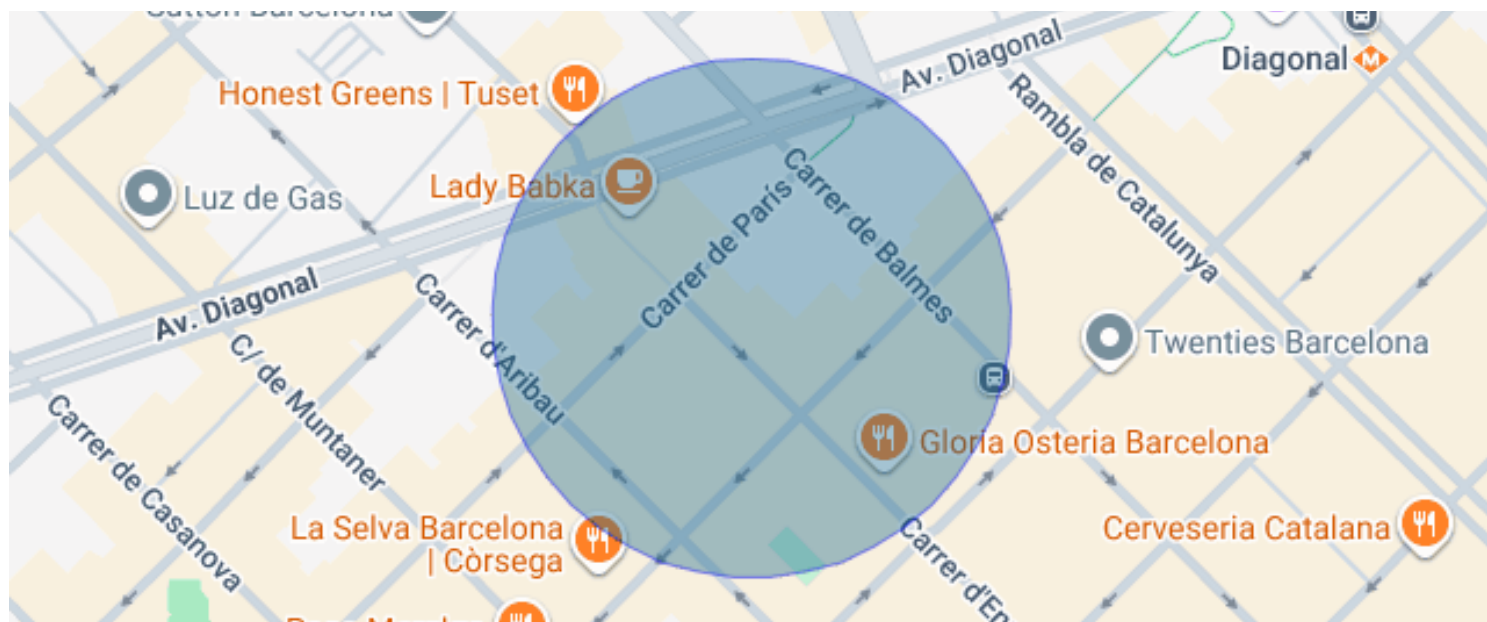 Sutton Barcelona
Diagonal
Av. Diagonal
Honest Greens | Tuset
Rambla de Catalunya
Lady Babka
Luz de Gas
Carrer de París
Carrer de Balmes
Av. Diagonal
Carrer d'Aribau
C/ de Muntaner
Twenties Barcelona
Carrer de Casanova
Gloria Osteria Barcelona
La Selva Barcelona
| Còrsega
Cerveseria Catalana
Carrer d'En